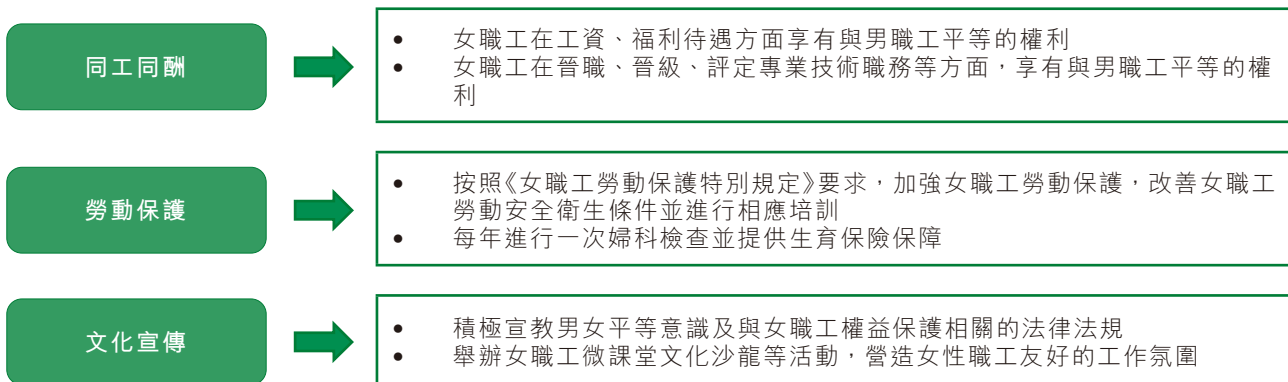 同工同酬
• 女職工在工資、福利待遇方面享有與男職工平等的權利
• 女職工在晉職、晉級、評定專業技術職務等方面，享有與男職工平等的權
利
勞動保護
• 按照《女職工勞動保護特別規定》要求，加強女職工勞動保護，改善女職工
勞動安全衛生條件並進行相應培訓
• 每年進行一次婦科檢查並提供生育保險保障
文化宣傳
• 積極宣教男女平等意識及與女職工權益保護相關的法律法規
• 舉辦女職工微課堂文化沙龍等活動，營造女性職工友好的工作氛圍